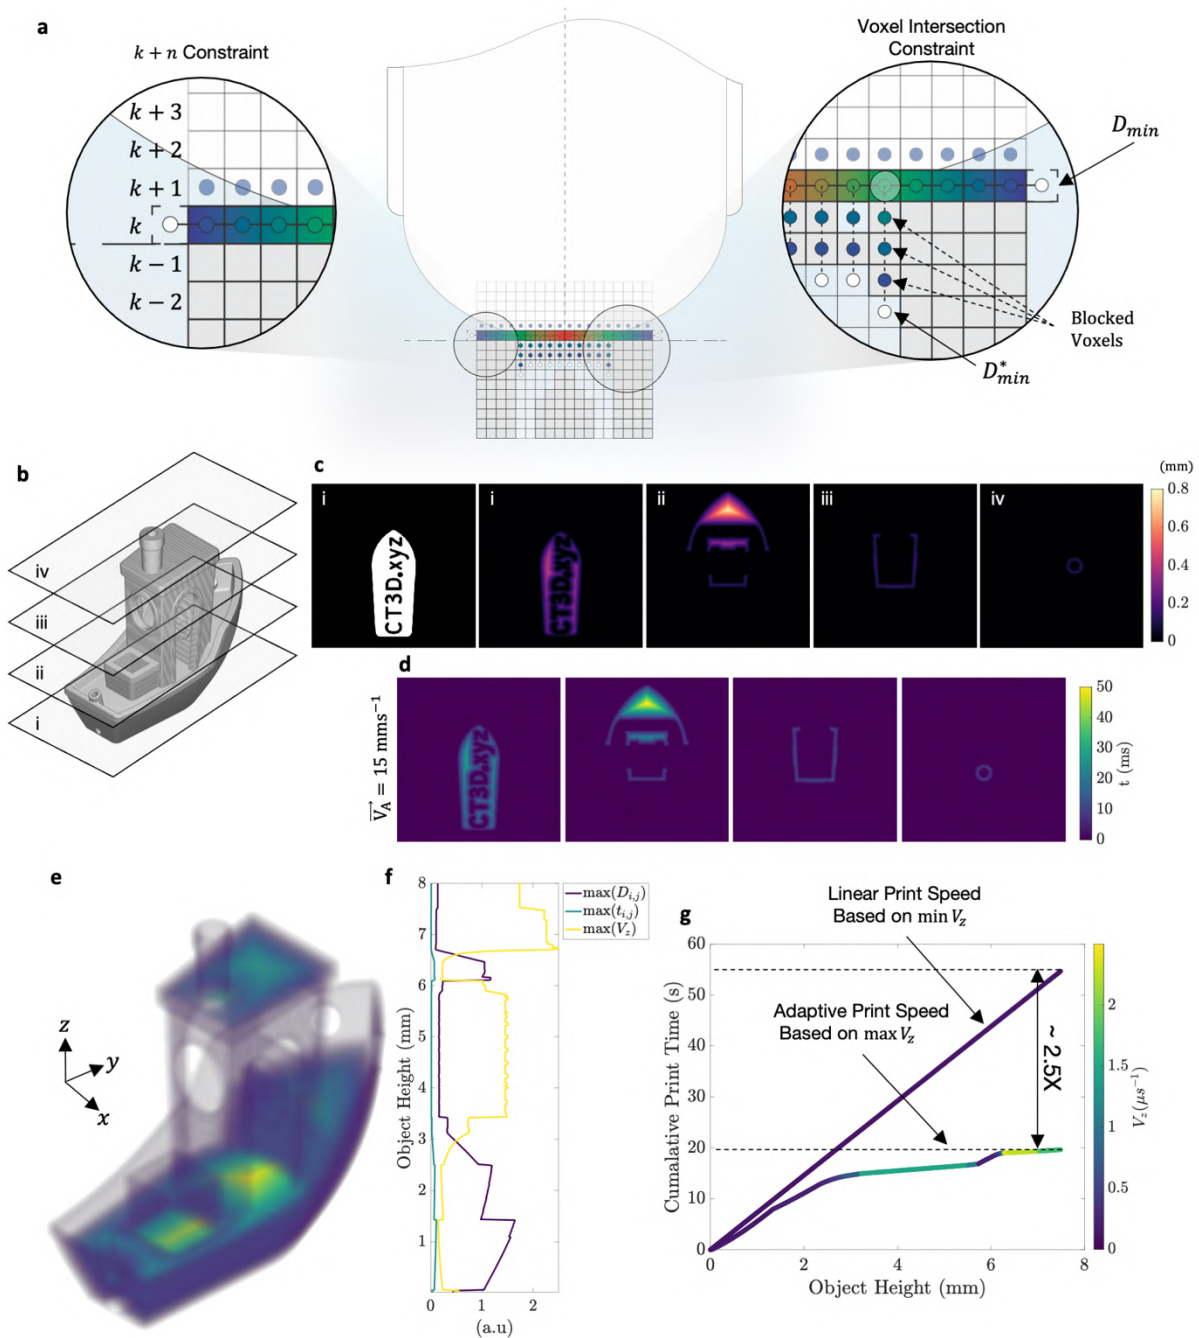 a
k + n Constraint
k + 3
k + 2
k + 1
k
k − 1
k − 2
Voxel Intersection
Constraint
D_min
Blocked
Voxels
D*_min
b
iv
iii
ii
i
c
i
CT3D.xyz
i
CT3D.xyz
ii
iii
iv
(mm)
0.8
0.6
0.4
0.2
0
d
V_A = 15 mms⁻¹
CT3D.xyz
50
40
30
20
10
0
t (ms)
e
z
y
x
f
8
7
6
5
4
3
2
1
Object Height (mm)
0
1
2
(a.u)
max(D_i,j)
max(t_i,j)
max(V_z)
g
Linear Print Speed
Based on min V_z
Adaptive Print Speed
Based on max V_z
~ 2.5X
60
50
40
30
20
10
0
Cumalative Print Time (s)
0
2
4
6
8
Object Height (mm)
2
1.5
1
0.5
0
V_z(μs⁻¹)